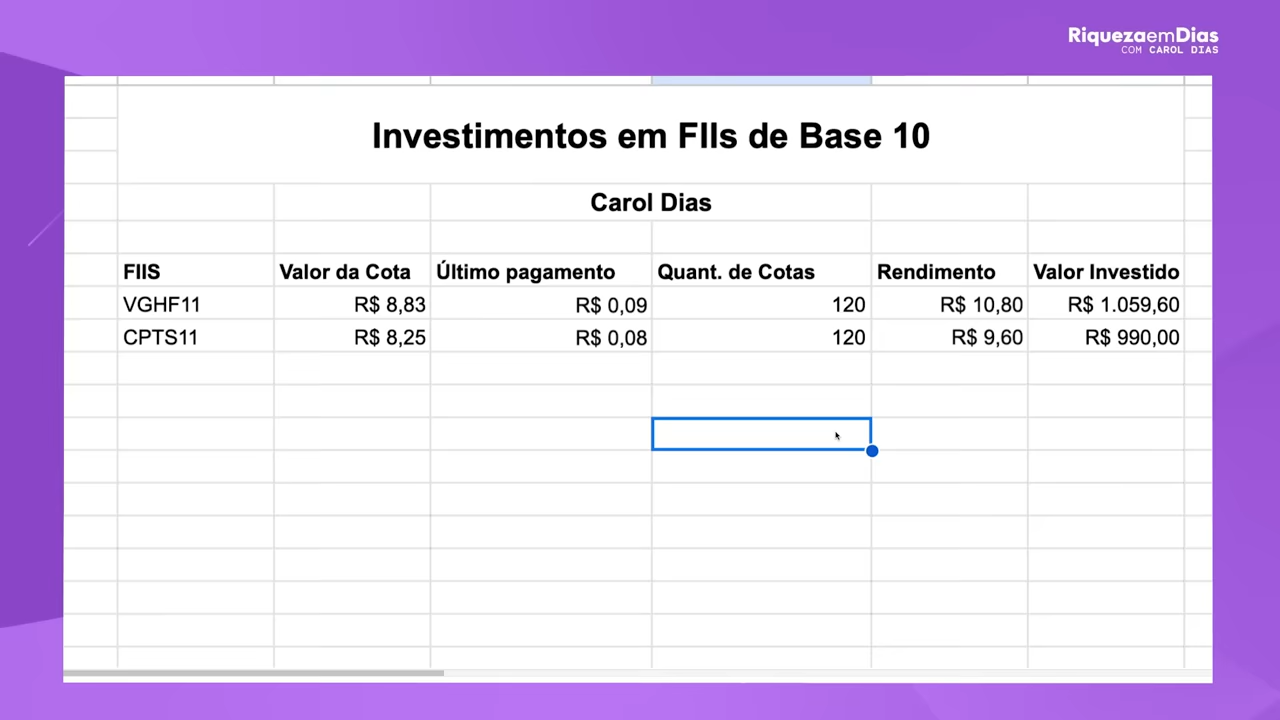 RiquezaemDias
COM CAROL DIAS
Investimentos em FIIs de Base 10
Carol Dias
FIIS Valor da Cota Último pagamento Quant. de Cotas Rendimento Valor Investido
VGHF11 R$ 8,83 R$ 0,09 120 R$ 10,80 R$ 1.059,60
CPTS11 R$ 8,25 R$ 0,08 120 R$ 9,60 R$ 990,00